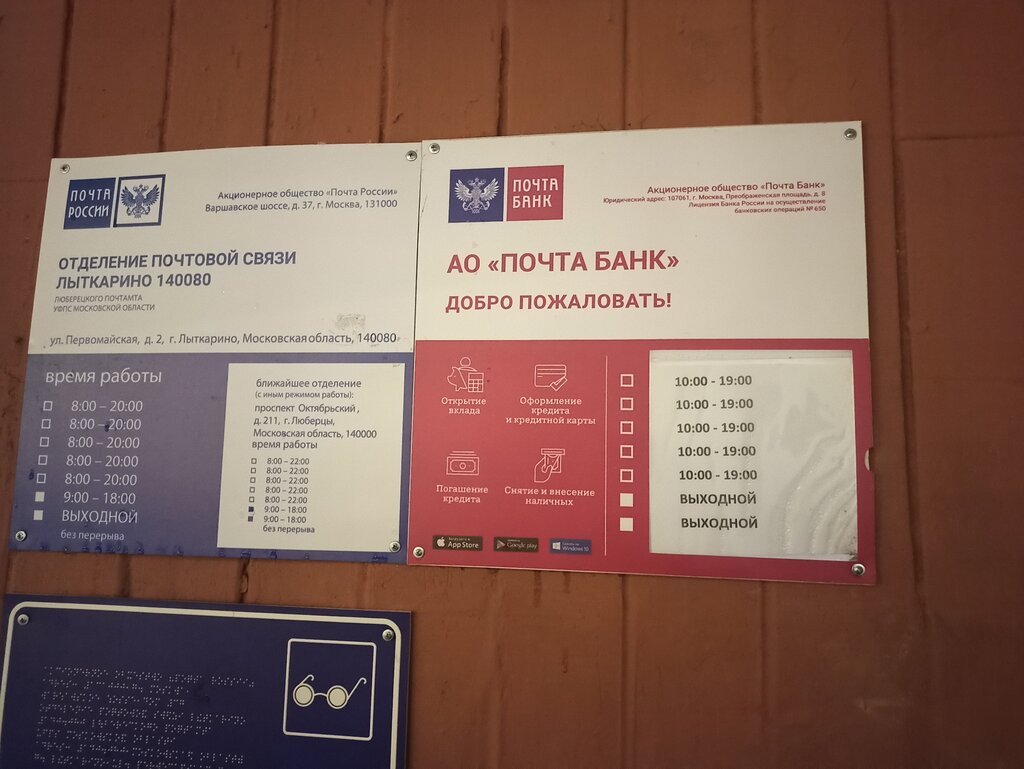 ПОЧТА
РОССИИ
Акционерное общество «Почта России»
Варшавское шоссе, д. 37, г. Москва, 131000
ОТДЕЛЕНИЕ ПОЧТОВОЙ СВЯЗИ
ЛЫТКАРИНО 140080
ЛЮБЕРЕЦКОГО ПОЧТАМТА
УФПС МОСКОВСКОЙ ОБЛАСТИ
ул. Первомайская, д. 2, г. Лыткарино, Московская область, 140080
время работы
8:00 – 20:00
8:00 – 20:00
8:00 – 20:00
8:00 – 20:00
8:00 – 20:00
9:00 – 18:00
ВЫХОДНОЙ
без перерыва
ближайшее отделение
(с иным режимом работы):
проспект Октябрьский,
д. 211, г. Люберцы,
Московская область, 140000
время работы
8:00 – 22:00
8:00 – 22:00
8:00 – 22:00
8:00 – 22:00
8:00 – 22:00
9:00 – 18:00
9:00 – 18:00
без перерыва
ПОЧТА
БАНК
Акционерное общество «Почта Банк»
Юридический адрес: 107061, г. Москва, Преображенская площадь, д. 8
Лицензия Банка России на осуществление
банковских операций № 650
АО «ПОЧТА БАНК»
ДОБРО ПОЖАЛОВАТЬ!
Открытие
вклада
Оформление
кредита
и кредитной карты
Погашение
кредита
Снятие и внесение
наличных
App Store
Google play
Windows 10
10:00 - 19:00
10:00 - 19:00
10:00 - 19:00
10:00 - 19:00
10:00 - 19:00
ВЫХОДНОЙ
ВЫХОДНОЙ